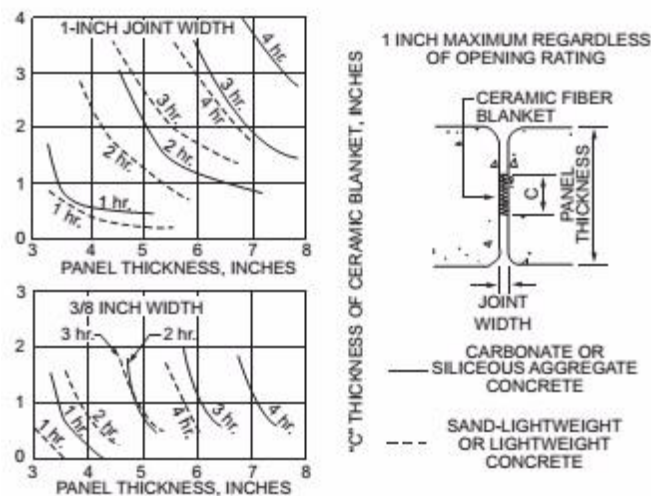 4
3
2
1
0
1-INCH JOINT WIDTH
4 hr.
3 hr.
4 hr.
3 hr.
2 hr.
2 hr.
1 hr.
1 hr.
3 4 5 6 7 8
PANEL THICKNESS, INCHES
3
2
1
0
3/8 INCH WIDTH
3 hr.
2 hr.
1 hr.
1 hr.
2 hr.
4 hr.
3 hr.
4 hr.
3 4 5 6 7 8
PANEL THICKNESS, INCHES
"C" THICKNESS OF CERAMIC BLANKET, INCHES
1 INCH MAXIMUM REGARDLESS
OF OPENING RATING
CERAMIC FIBER
BLANKET
C
PANEL
THICKNESS
JOINT
WIDTH
CARBONATE OR
SILICEOUS AGGREGATE
CONCRETE
SAND-LIGHTWEIGHT
OR LIGHTWEIGHT
CONCRETE